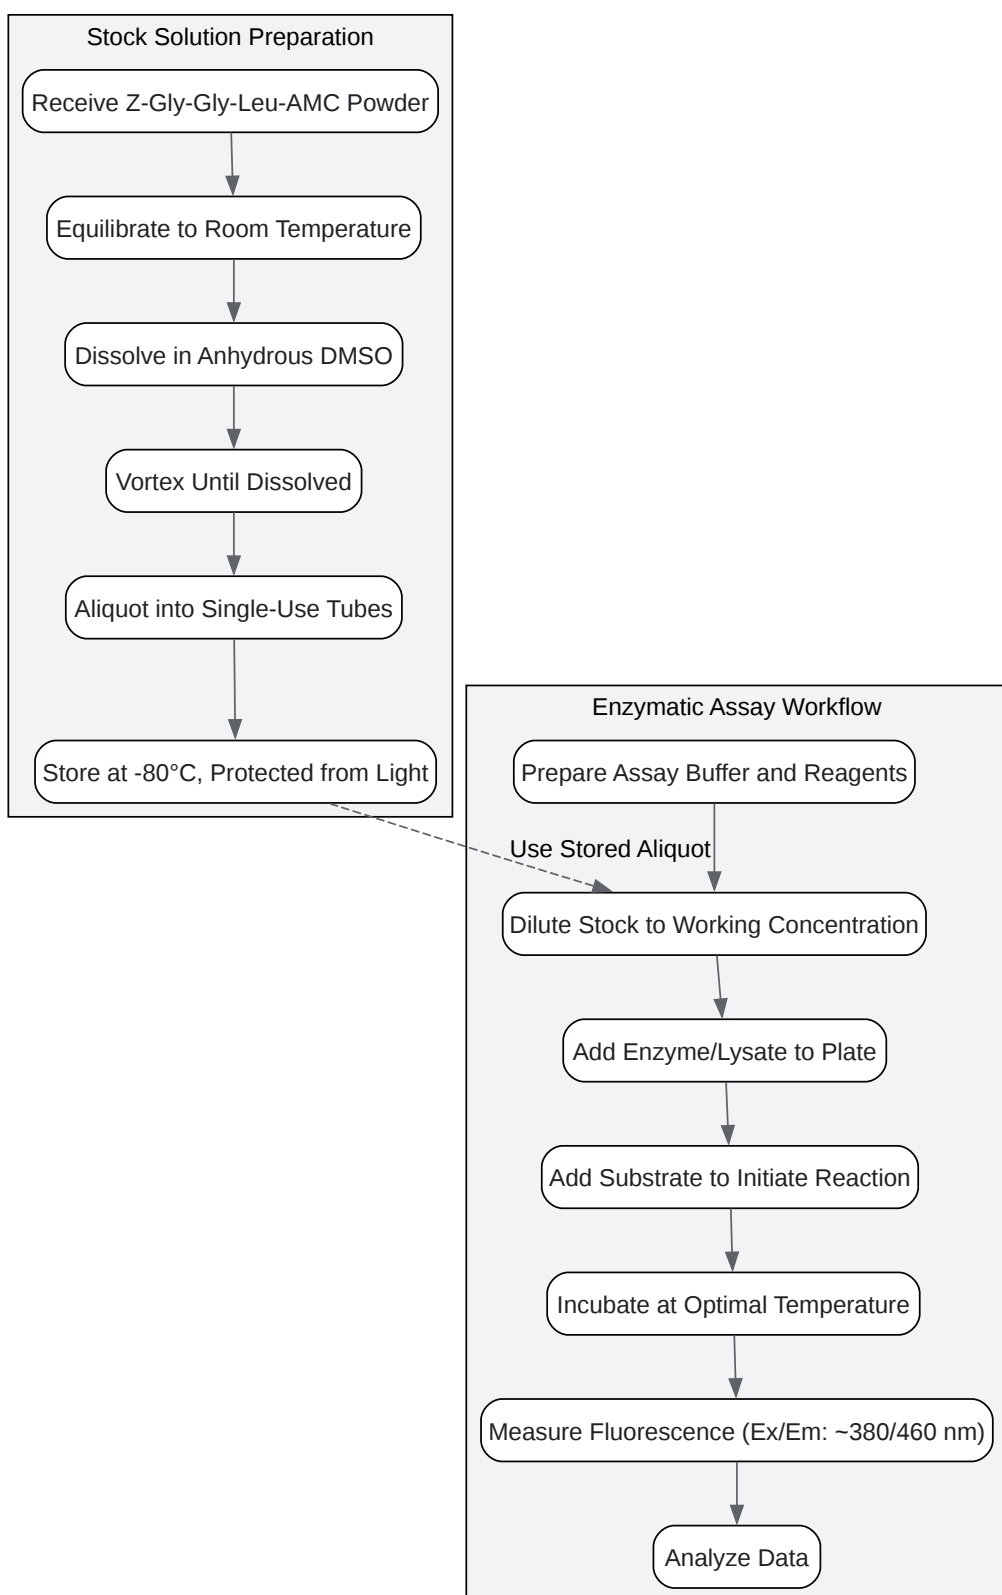 Stock Solution Preparation
Receive Z-Gly-Gly-Leu-AMC Powder
Equilibrate to Room Temperature
Dissolve in Anhydrous DMSO
Vortex Until Dissolved
Aliquot into Single-Use Tubes
Store at -80°C, Protected from Light
Enzymatic Assay Workflow
Prepare Assay Buffer and Reagents
Use Stored Aliquot
Dilute Stock to Working Concentration
Add Enzyme/Lysate to Plate
Add Substrate to Initiate Reaction
Incubate at Optimal Temperature
Measure Fluorescence (Ex/Em: ~380/460 nm)
Analyze Data